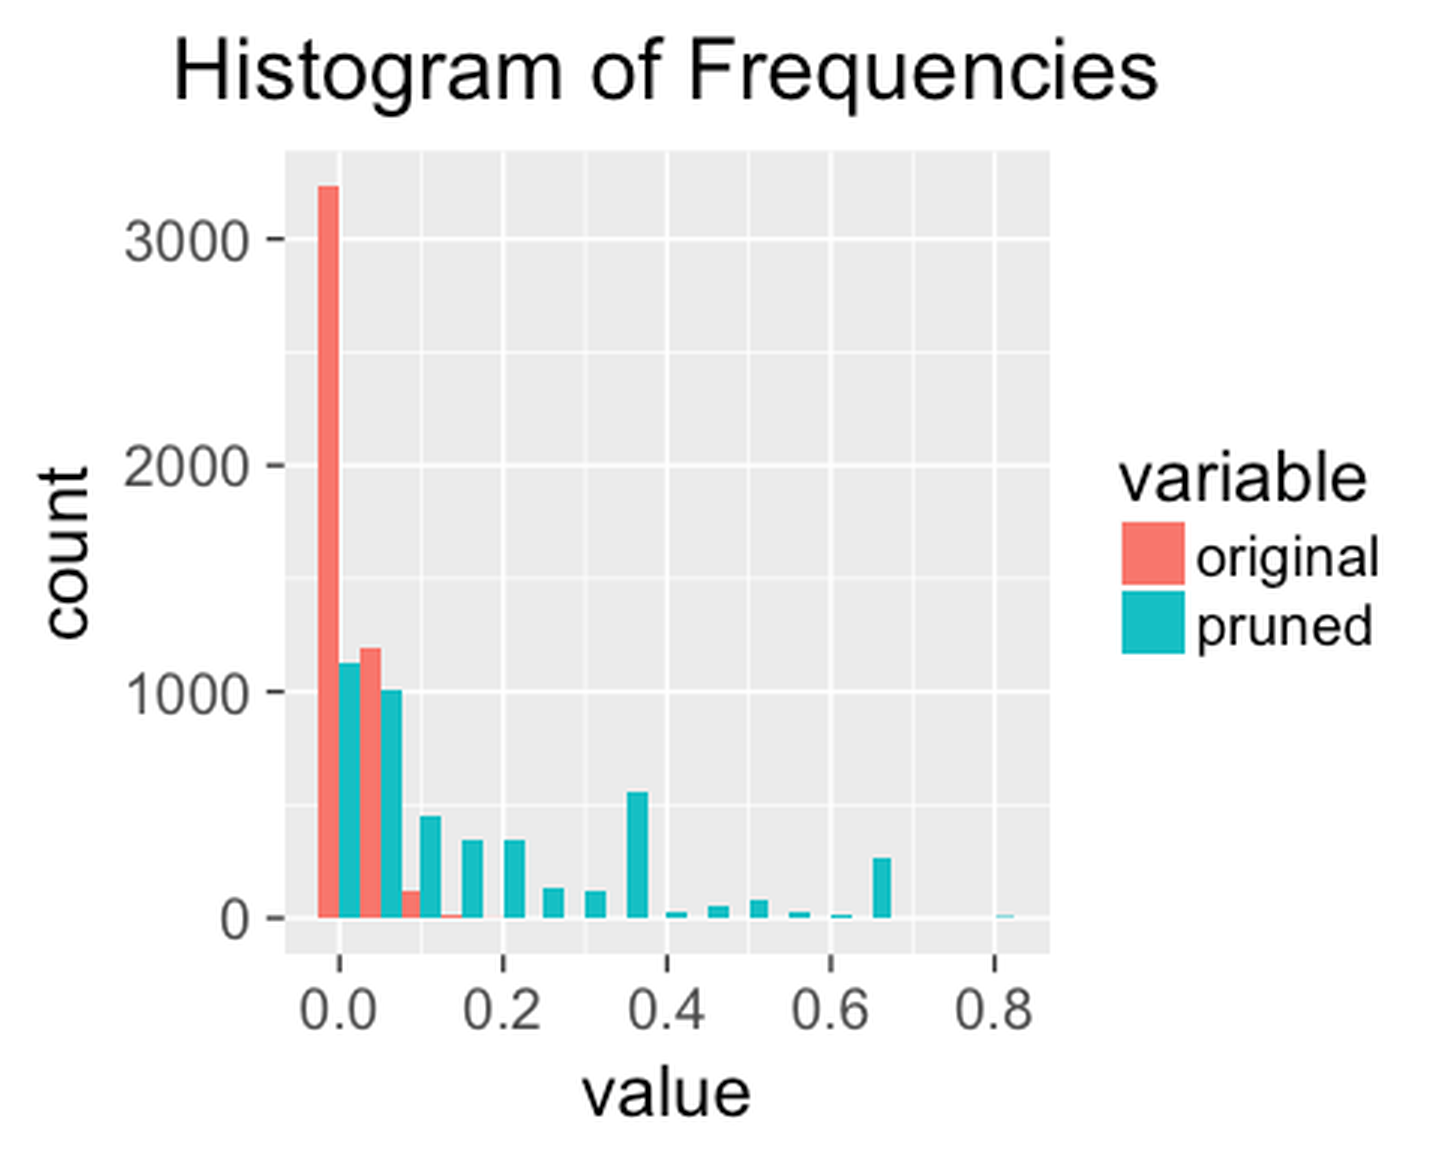 Histogram of Frequencies
3000
2000
1000
0
count
0.0 0.2 0.4 0.6 0.8
value
variable
original
pruned